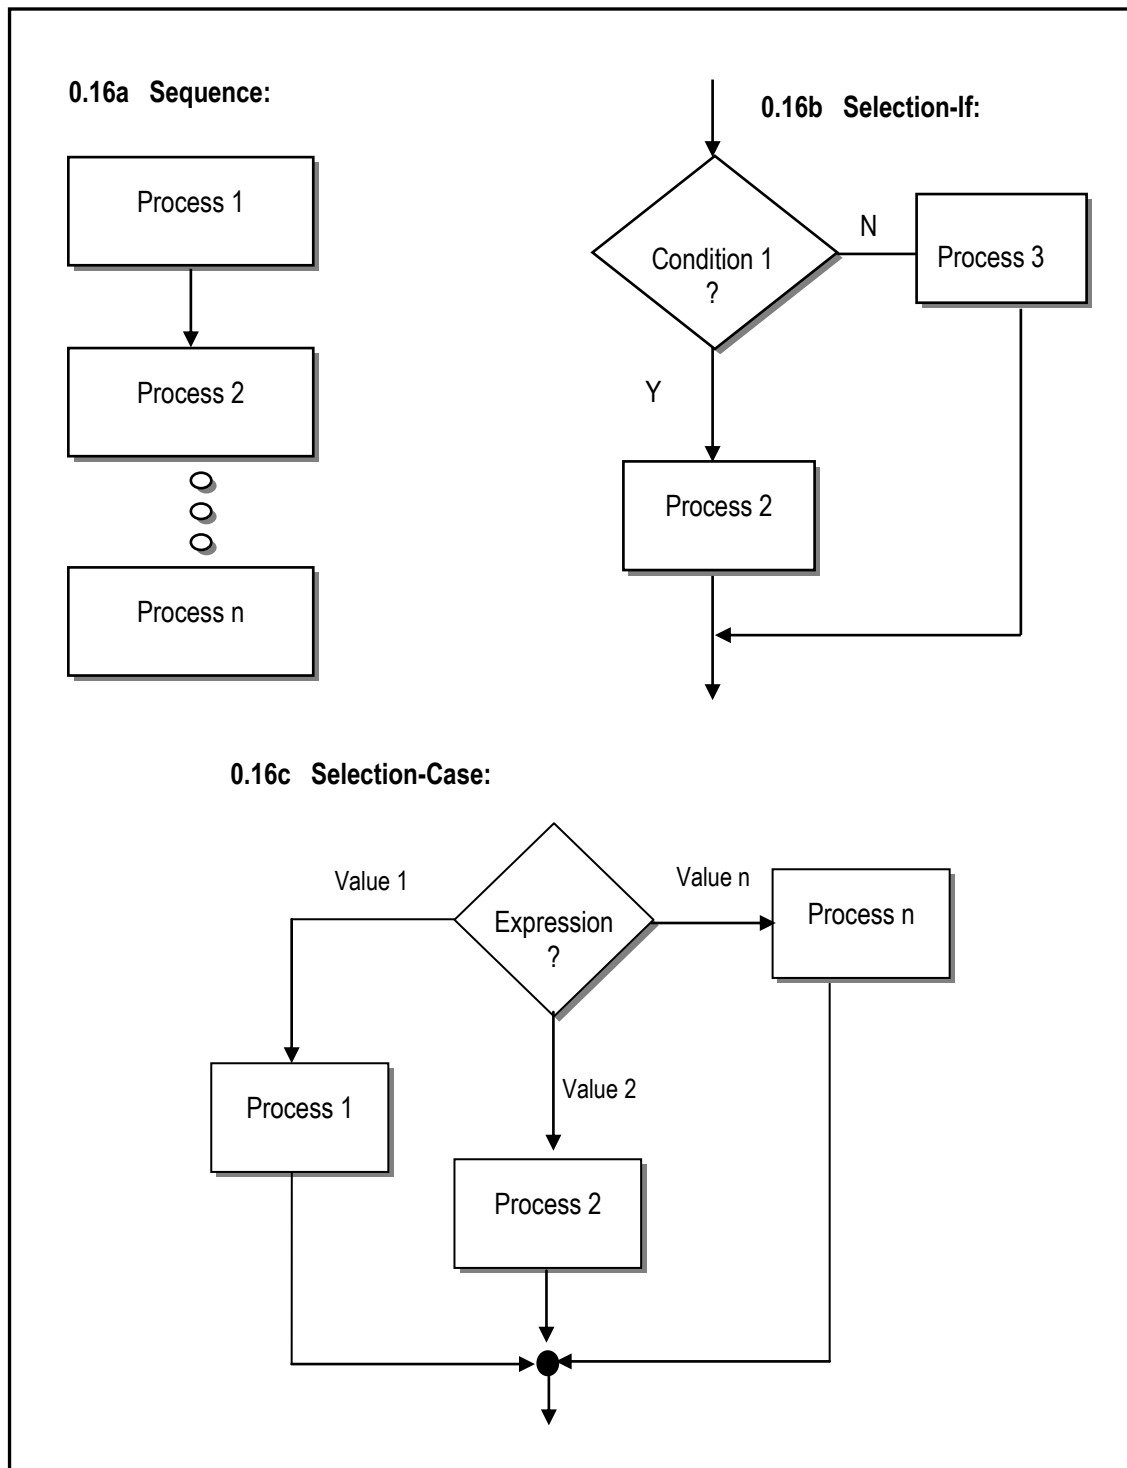 0.16a Sequence:
Process 1
Process 2
Process n
0.16b Selection-If:
Condition 1
?
N
Process 3
Y
Process 2
0.16c Selection-Case:
Value 1
Expression
?
Value n
Process n
Process 1
Value 2
Process 2